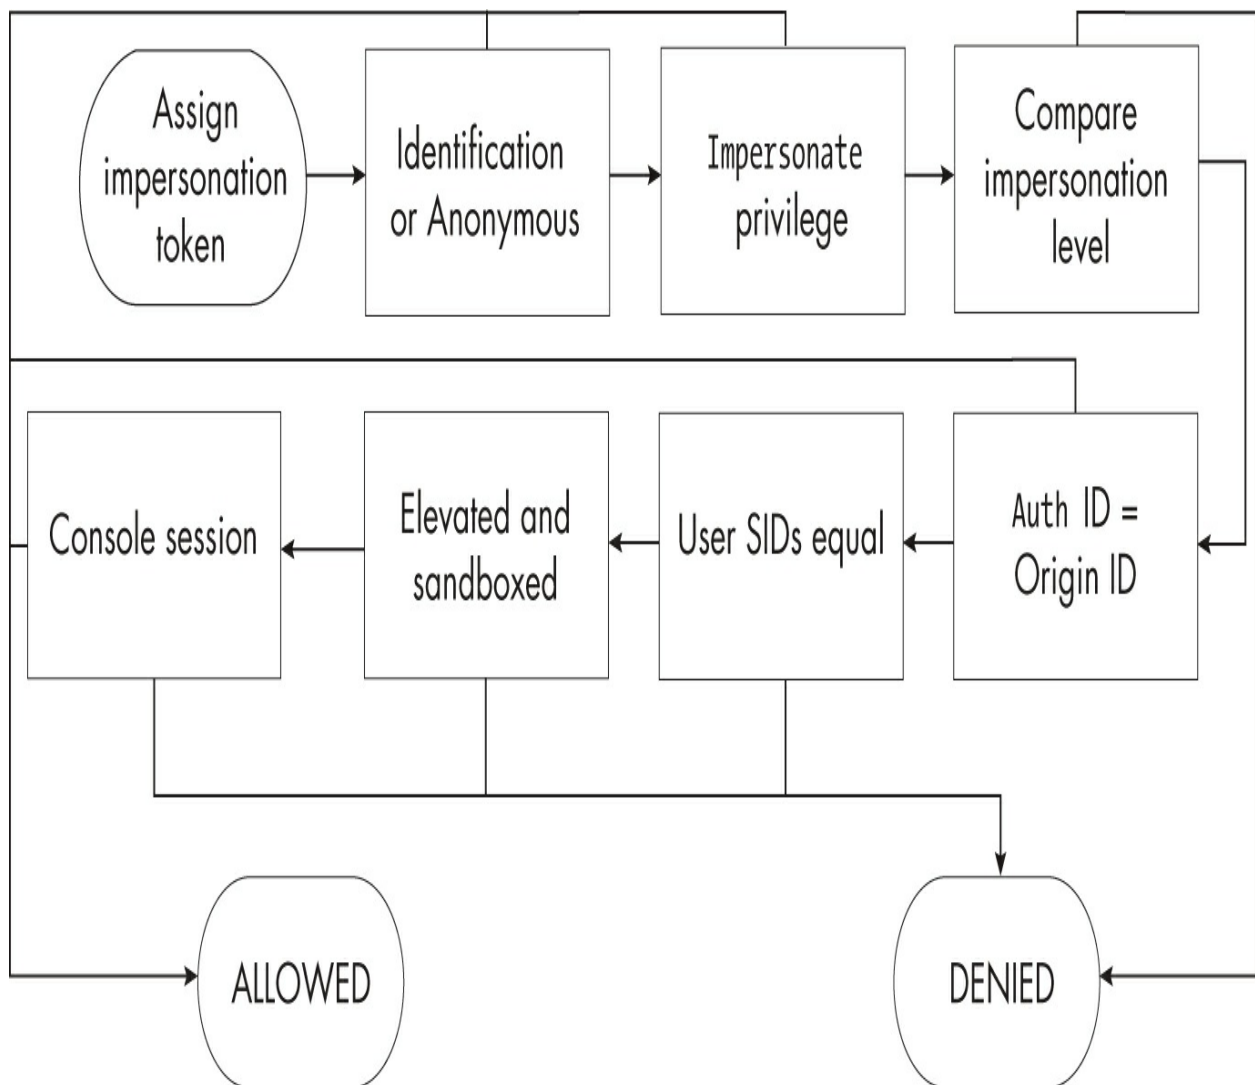 Assign
impersonation
token
Identification
or Anonymous
Impersonate
privilege
Compare
impersonation
level
Console session
Elevated and
sandboxed
User SIDs equal
Auth ID =
Origin ID
ALLOWED
DENIED